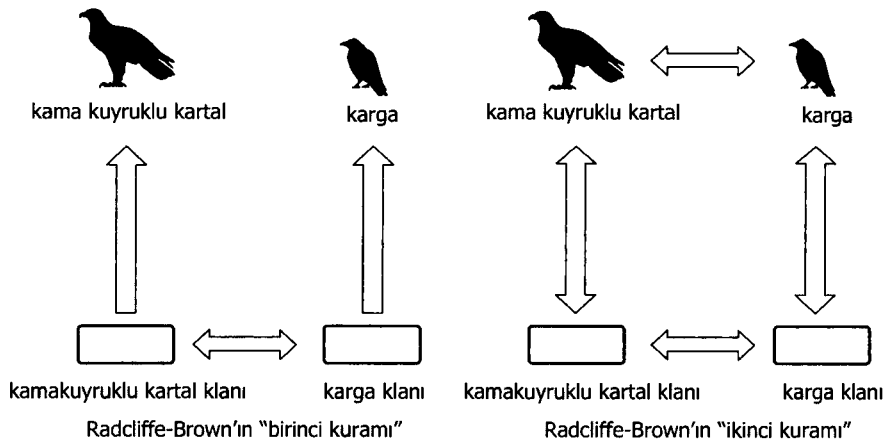 kama kuyruklu kartal karga kama kuyruklu kartal karga
kamakuyruklu kartal klanı karga klanı kamakuyruklu kartal klanı karga klanı
Radcliffe-Brown'ın "birinci kuramı" Radcliffe-Brown'ın "ikinci kuramı"